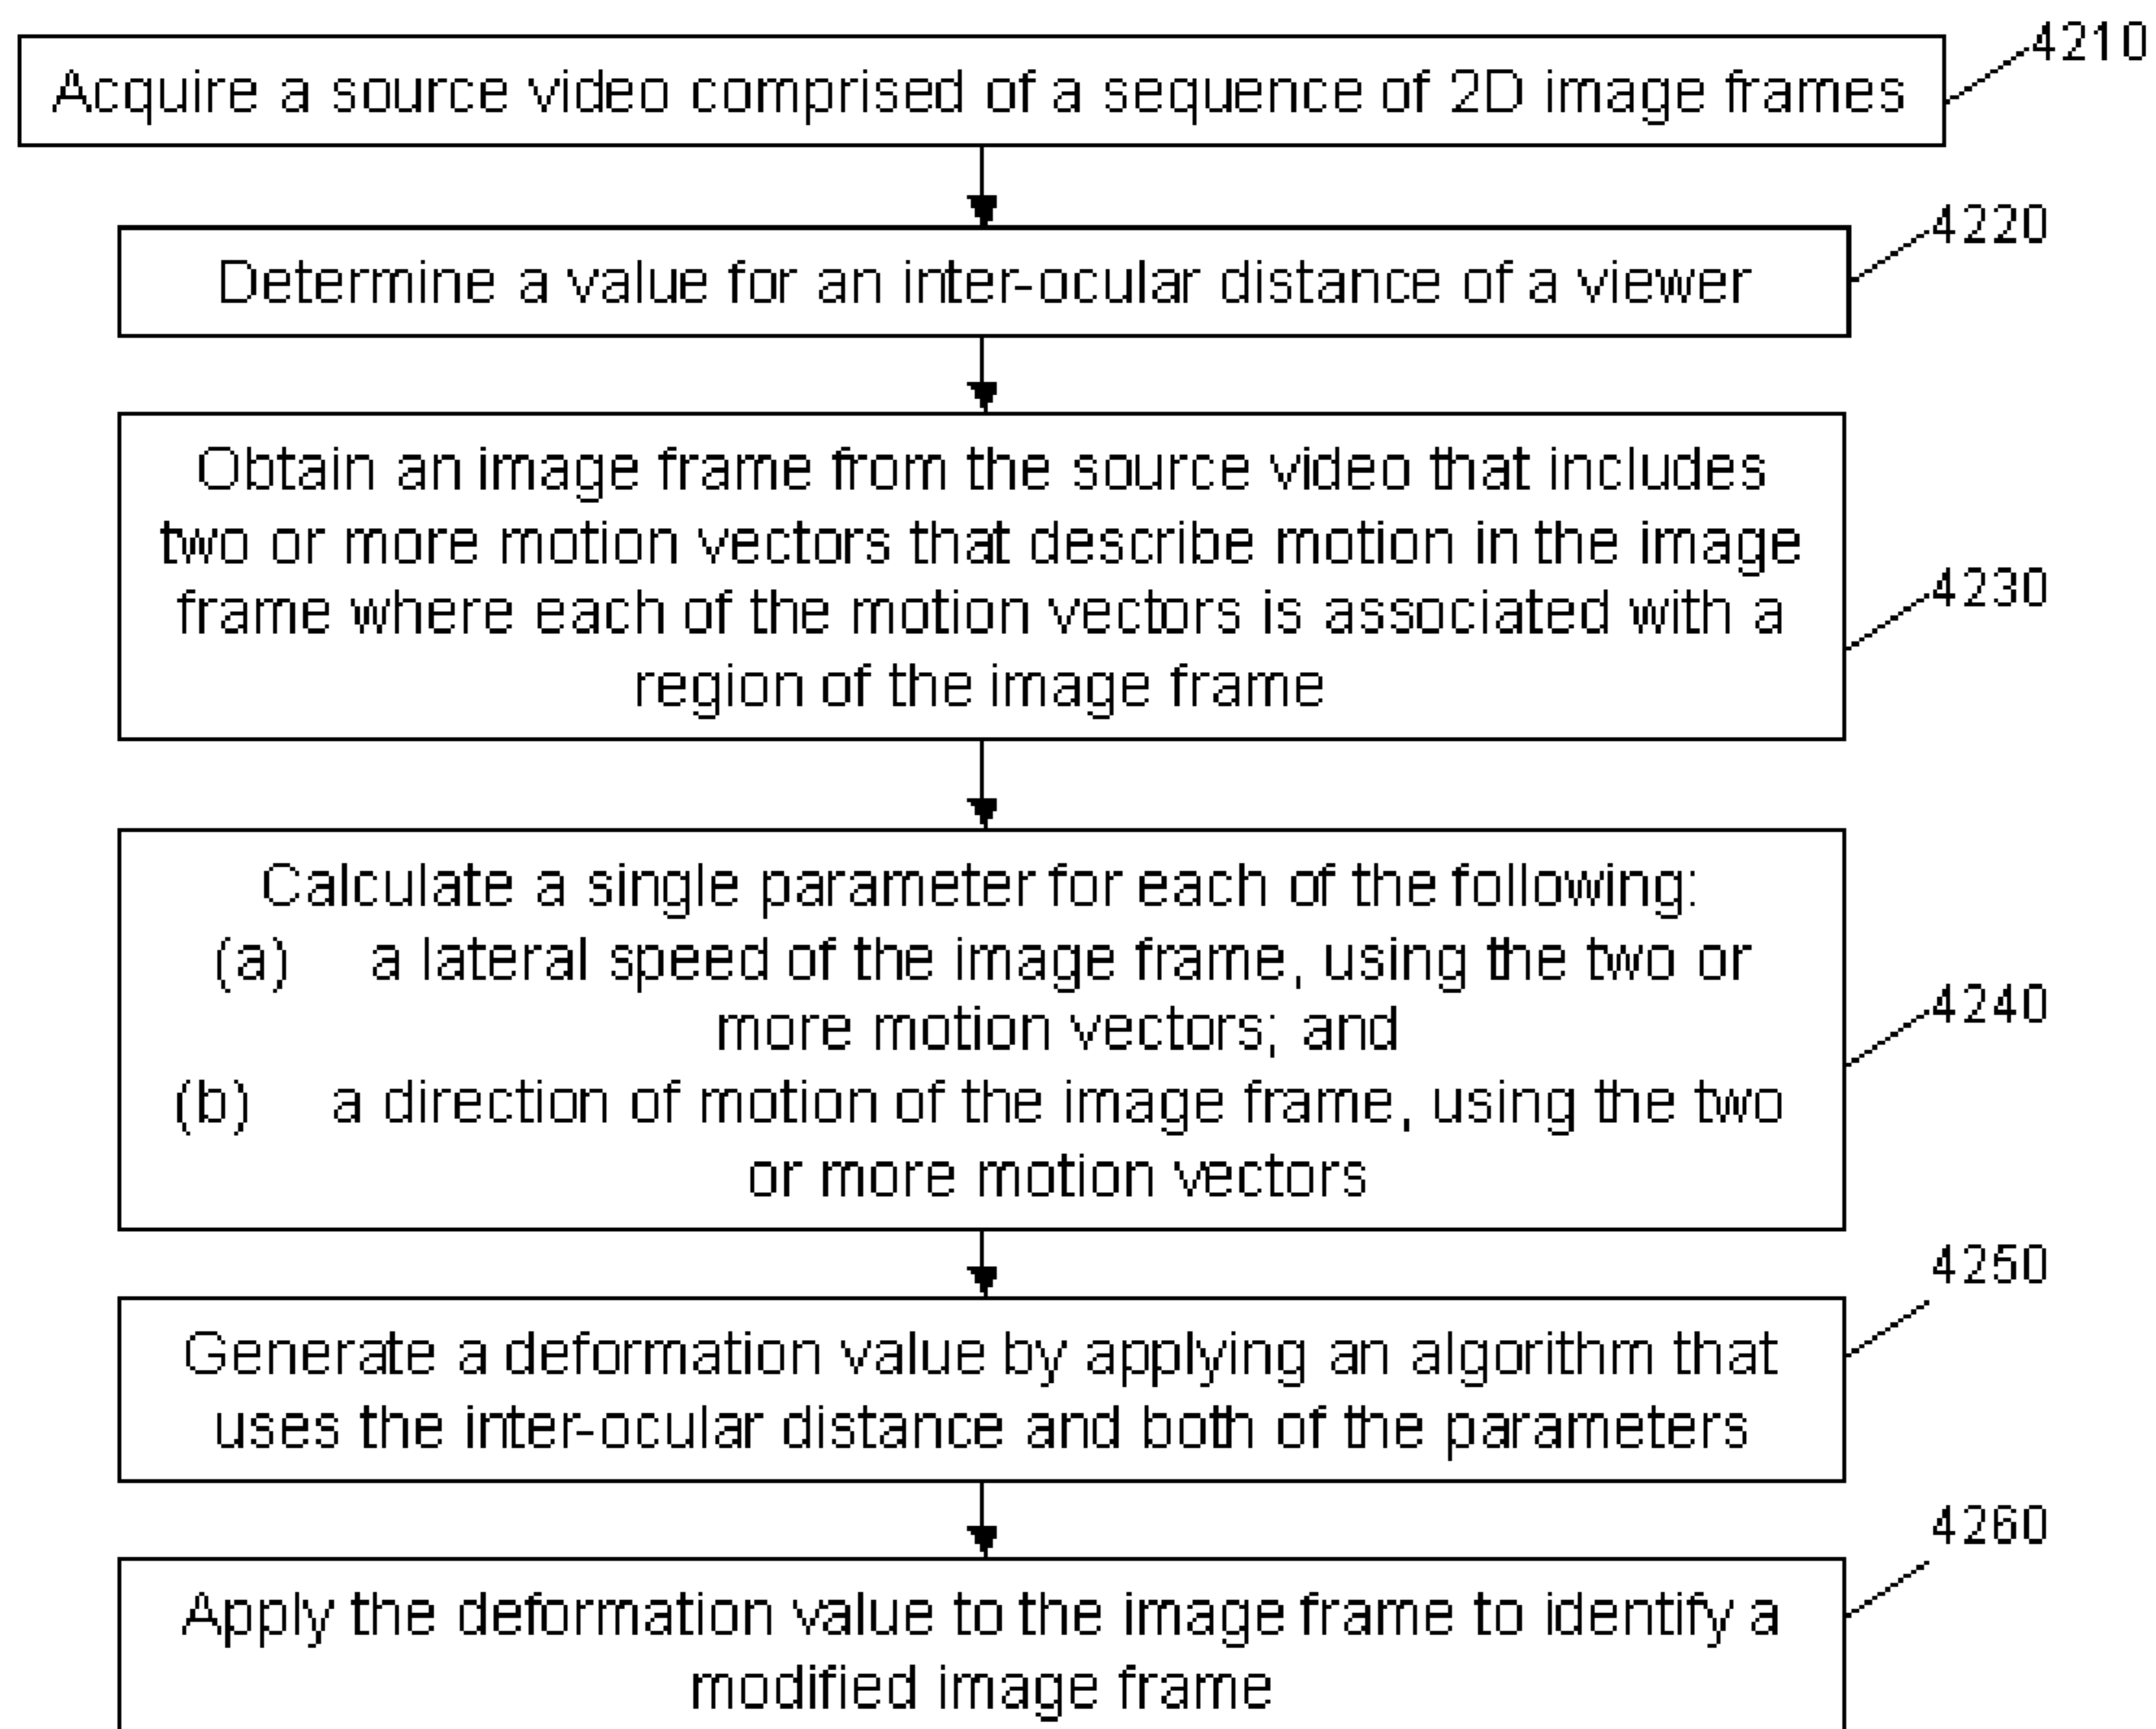 4210
Acquire a source video comprised of a sequence of 2D image frames
4220
Determine a value for an inter-ocular distance of a viewer
Obtain an image frame from the source video that includes
two or more motion vectors that describe motion in the image
frame where each of the motion vectors is associated with a
region of the image frame
4230
Calculate a single parameter for each of the following:
(a) a lateral speed of the image frame, using the two or
more motion vectors; and
(b) a direction of motion of the image frame, using the two
or more motion vectors
4240
4250
Generate a deformation value by applying an algorithm that
uses the inter-ocular distance and both of the parameters
4260
Apply the deformation value to the image frame to identify a
modified image frame